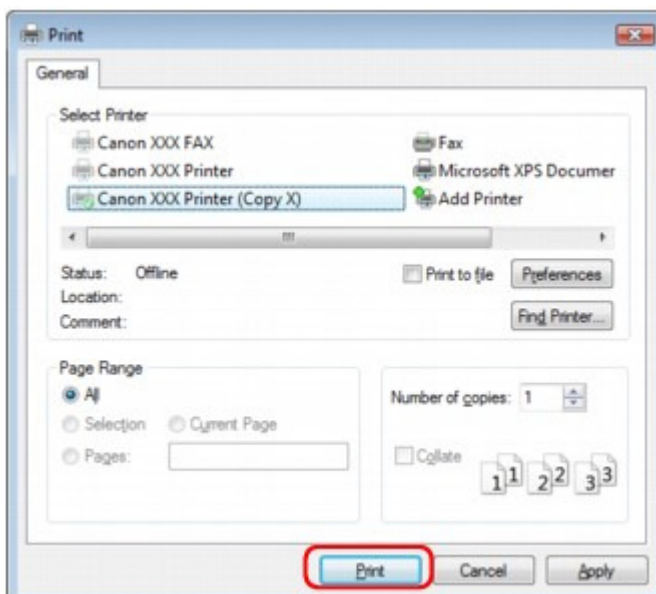 Print
General
Select Printer
Canon XXX FAX
Fax
Canon XXX Printer
Microsoft XPS Documer
Canon XXX Printer (Copy X)
Add Printer
Status: Offline
Print to file
Preferences
Location:
Comment:
Find Printer...
Page Range
All
Number of copies: 1
Selection
Current Page
Pages:
Collate
1 1 2 2 3 3
Print
Cancel
Apply